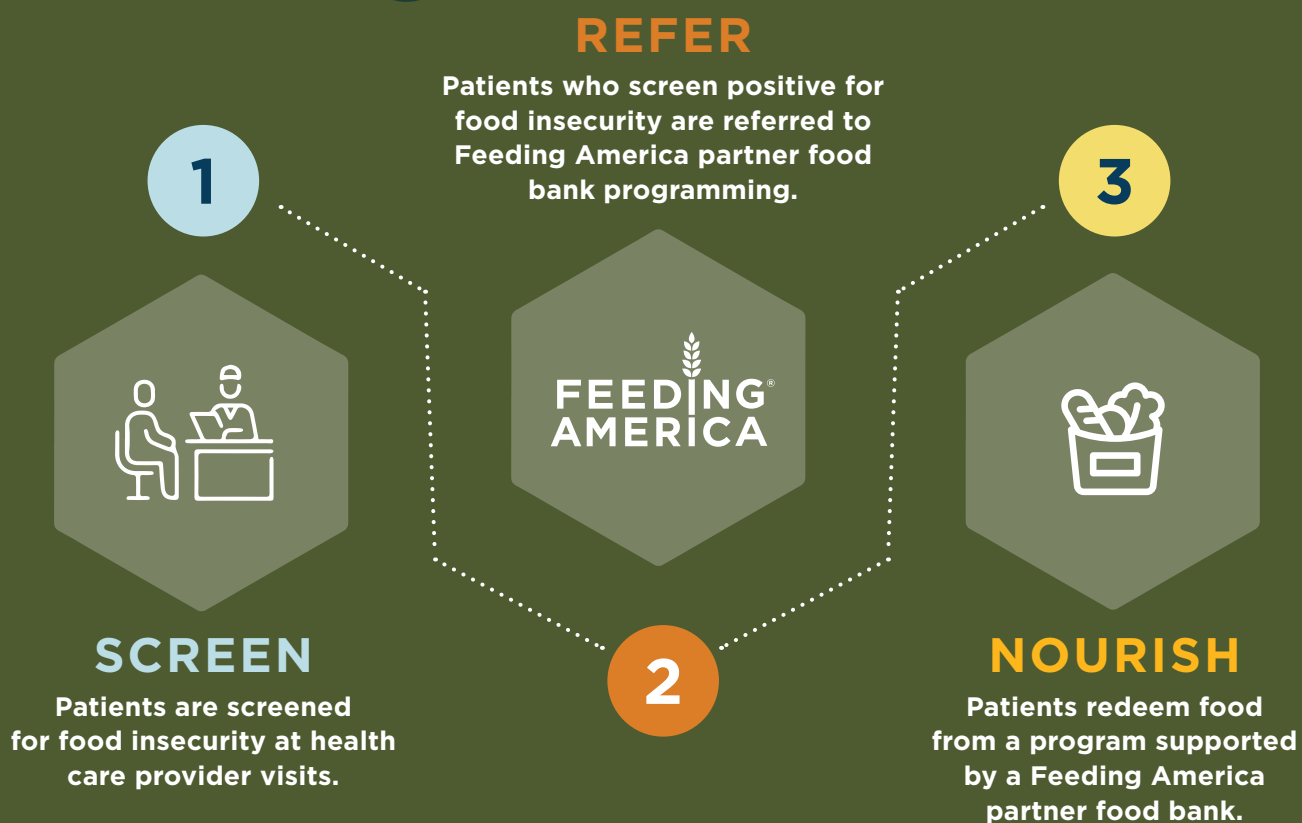 1
SCREEN
Patients are screened
for food insecurity at health
care provider visits.
REFER
Patients who screen positive for
food insecurity are referred to
Feeding America partner food
bank programming.
FEEDING®
AMERICA
2
3
NOURISH
Patients redeem food
from a program supported
by a Feeding America
partner food bank.